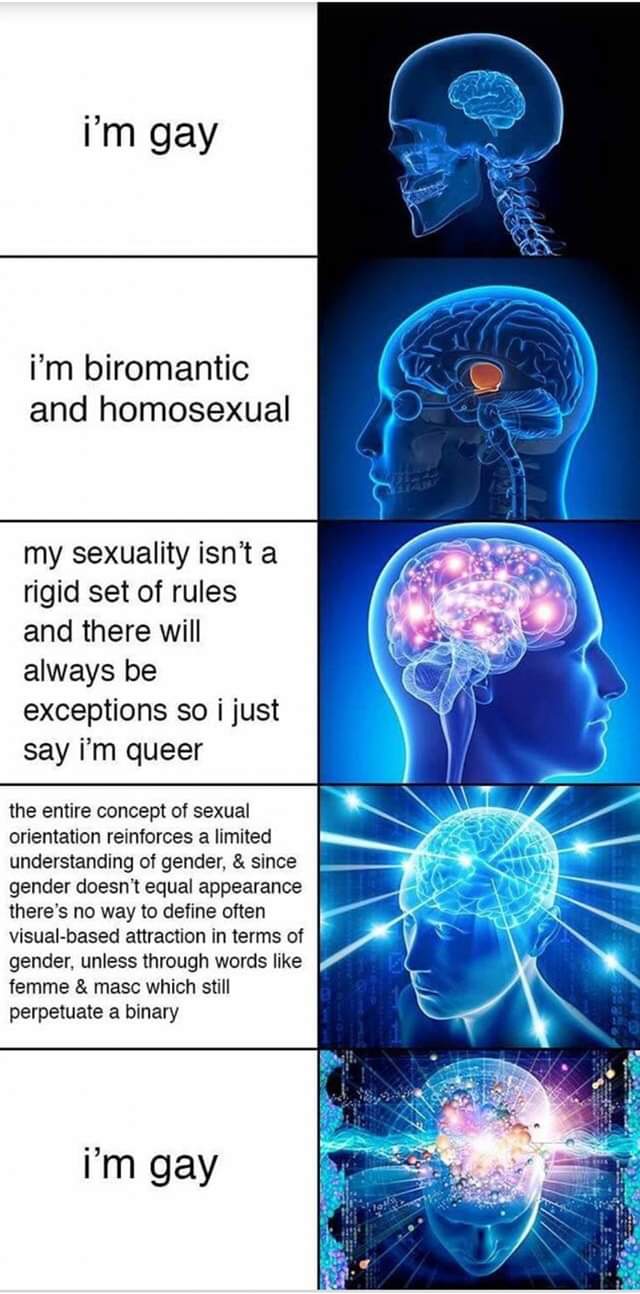 i'm gay
i'm biromantic
and homosexual
my sexuality isn't a
rigid set of rules
and there will
always be
exceptions so i just
say i'm queer
the entire concept of sexual
orientation reinforces a limited
understanding of gender, & since
gender doesn't equal appearance
there's no way to define often
visual-based attraction in terms of
gender, unless through words like
femme & masc which still
perpetuate a binary
i'm gay